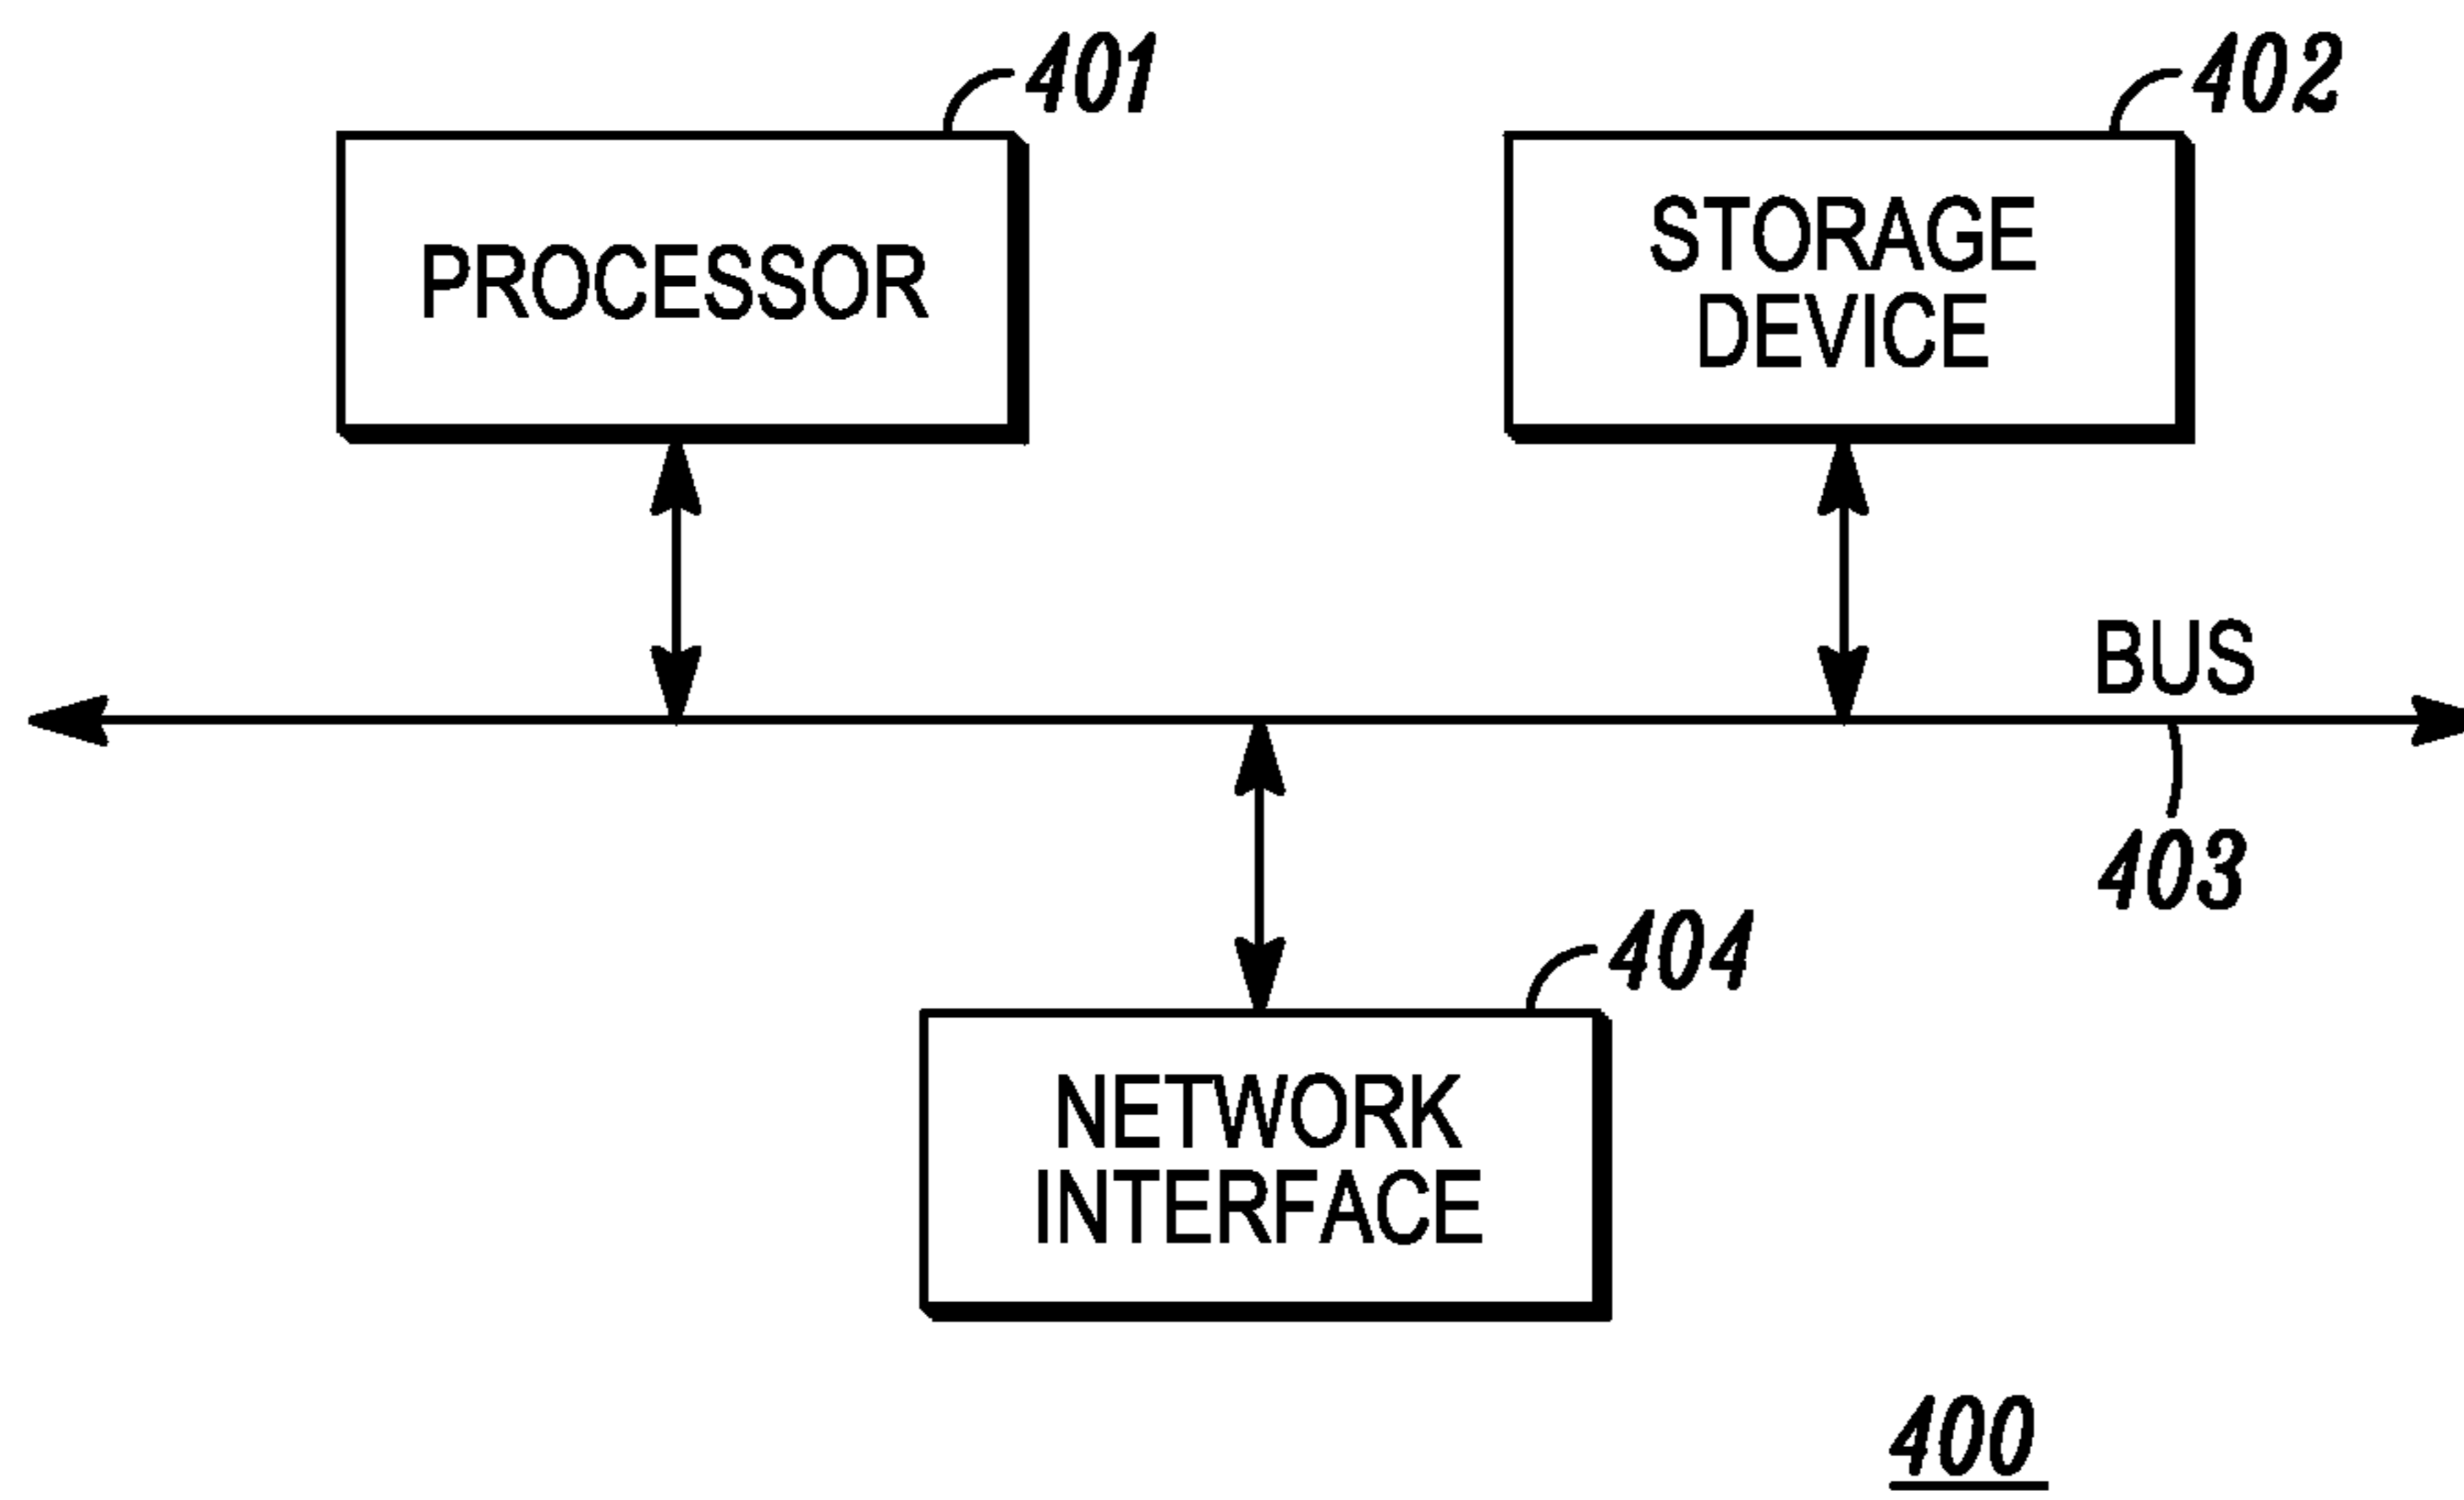 401
402
PROCESSOR
STORAGE
DEVICE
BUS
403
404
NETWORK
INTERFACE
400